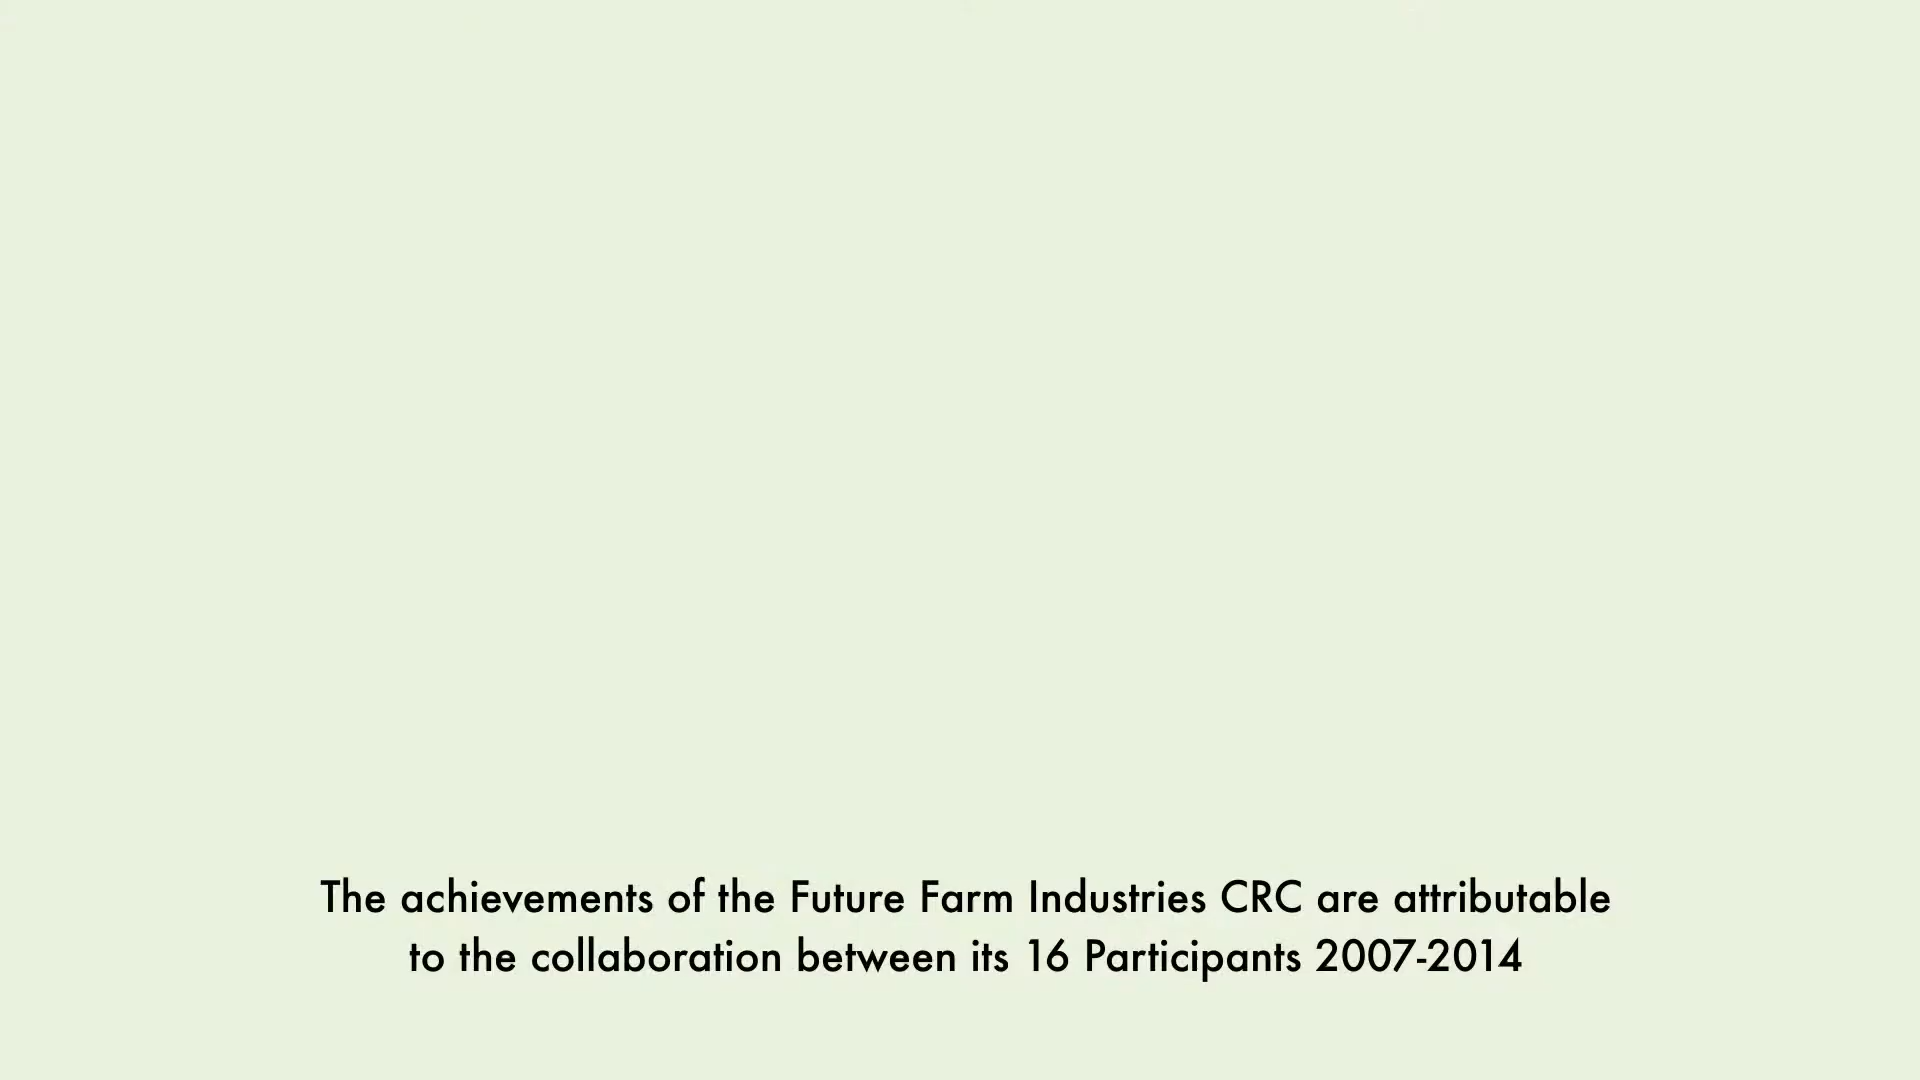 The achievements of the Future Farm Industries CRC are attributable
to the collaboration between its 16 Participants 2007-2014